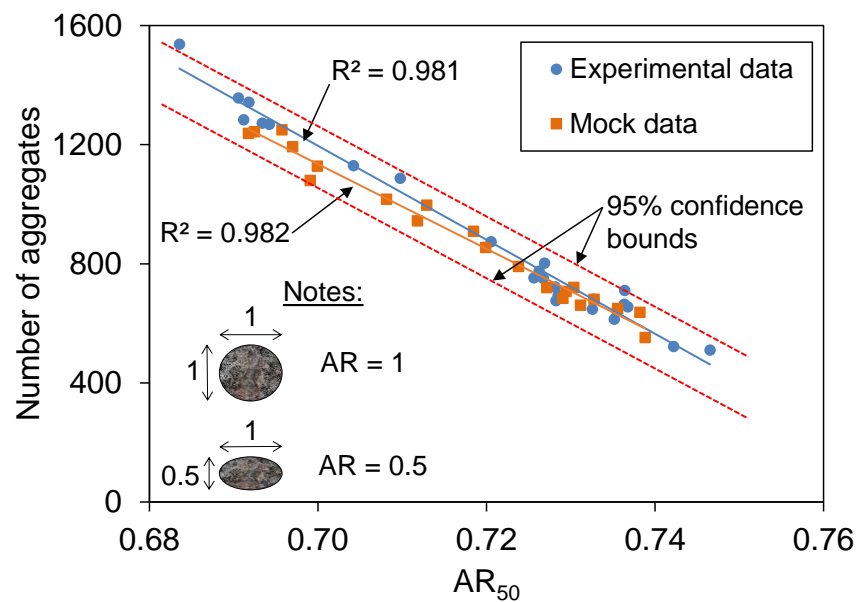 1600
1200
800
400
0
Number of aggregates
R² = 0.981
Experimental data
Mock data
R² = 0.982
95% confidence
bounds
Notes:
1
1
AR = 1
1
0.5
AR = 0.5
0.68
0.70
0.72
0.74
0.76
AR₅₀